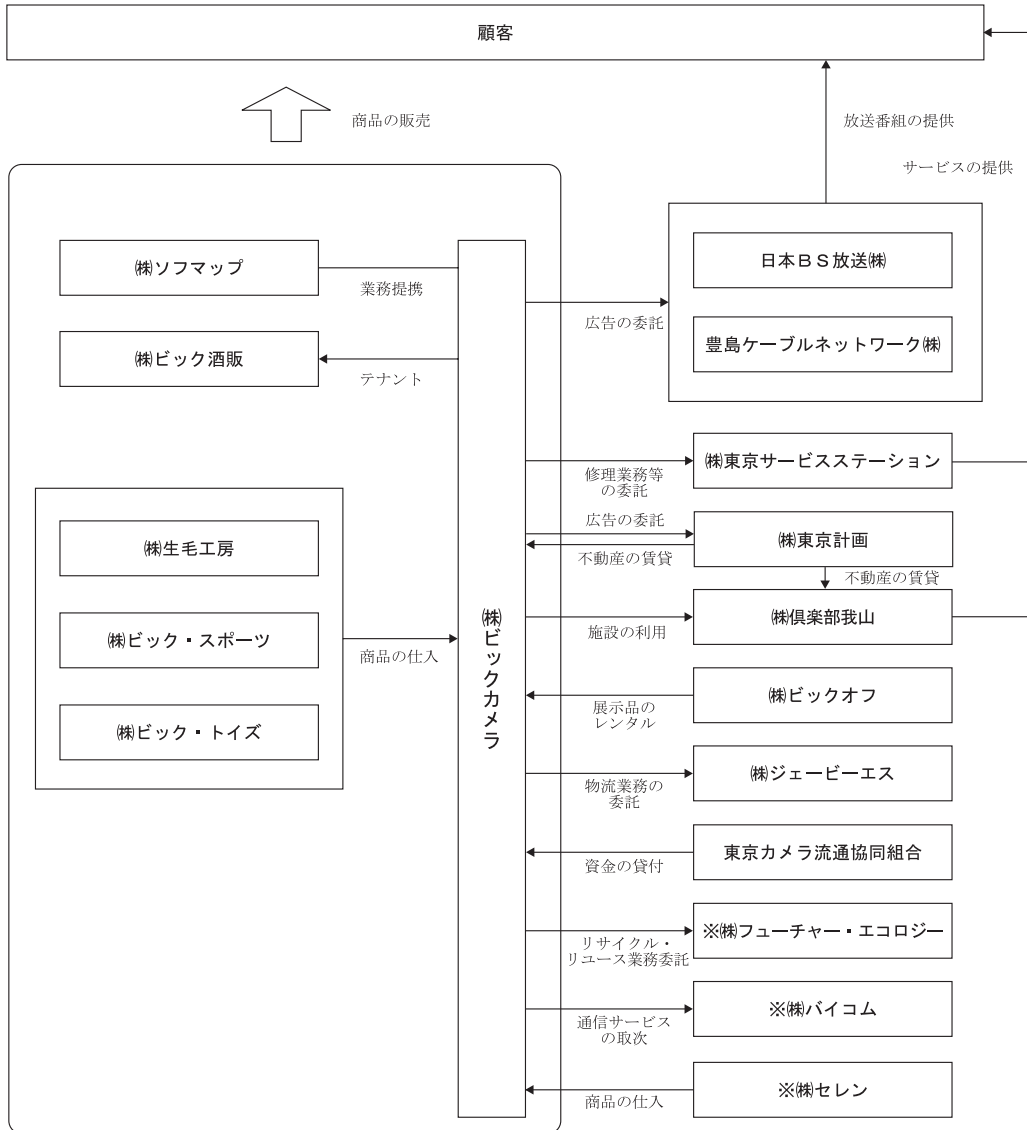 顧客
商品の販売
放送番組の提供
サービスの提供
㈱ソフマップ
業務提携
㈱ビック酒販
テナント
㈱生毛工房
㈱ビック・スポーツ
㈱ビック・トイズ
商品の仕入
㈱ビックカメラ
広告の委託
日本ＢＳ放送㈱
豊島ケーブルネットワーク㈱
修理業務等
の委託
㈱東京サービスステーション
広告の委託
不動産の賃貸
㈱東京計画
不動産の賃貸
施設の利用
㈱倶楽部我山
展示品の
レンタル
㈱ビックオフ
物流業務の
委託
㈱ジェービーエス
資金の貸付
東京カメラ流通協同組合
リサイクル・
リユース業務委託
※㈱フューチャー・エコロジー
通信サービス
の取次
※㈱バイコム
商品の仕入
※㈱セレン